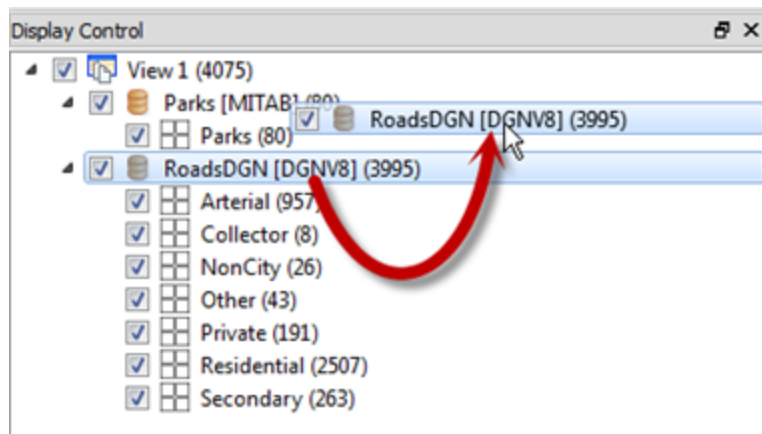 Display Control
View 1 (4075)
Parks [MITAB] (80)
RoadsDGN [DGNV8] (3995)
Parks (80)
RoadsDGN [DGNV8] (3995)
Arterial (957)
Collector (8)
NonCity (26)
Other (43)
Private (191)
Residential (2507)
Secondary (263)